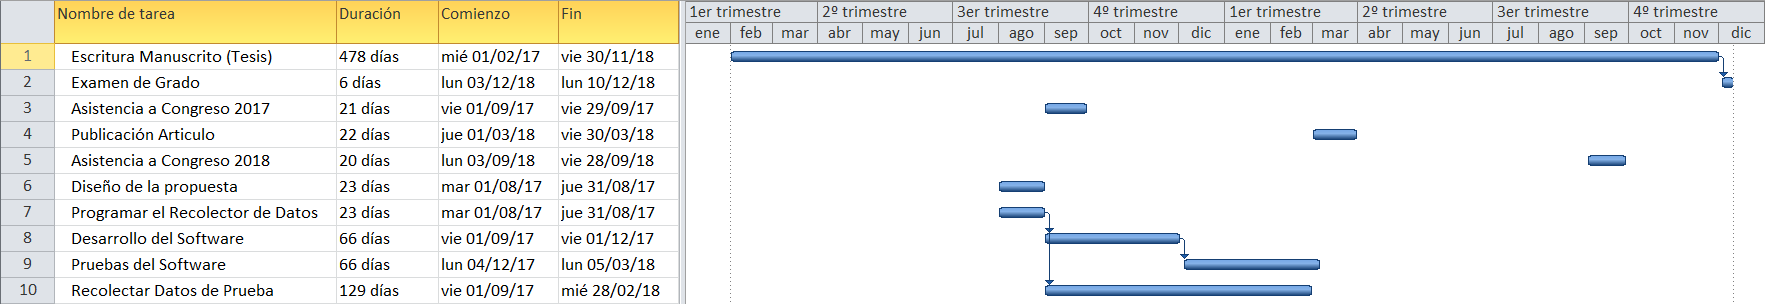 Nombre de tarea Duración Comienzo Fin 1er trimestre 2º trimestre 3er trimestre 4º trimestre 1er trimestre 2º trimestre 3er trimestre 4º trimestre
ene feb mar abr may jun jul ago sep oct nov dic ene feb mar abr may jun jul ago sep oct nov dic
1 Escritura Manuscrito (Tesis) 478 días mié 01/02/17 vie 30/11/18
2 Examen de Grado 6 días lun 03/12/18 lun 10/12/18
3 Asistencia a Congreso 2017 21 días vie 01/09/17 vie 29/09/17
4 Publicación Articulo 22 días jue 01/03/18 vie 30/03/18
5 Asistencia a Congreso 2018 20 días lun 03/09/18 vie 28/09/18
6 Diseño de la propuesta 23 días mar 01/08/17 jue 31/08/17
7 Programar el Recolector de Datos 23 días mar 01/08/17 jue 31/08/17
8 Desarrollo del Software 66 días vie 01/09/17 vie 01/12/17
9 Pruebas del Software 66 días lun 04/12/17 lun 05/03/18
10 Recolectar Datos de Prueba 129 días vie 01/09/17 mié 28/02/18